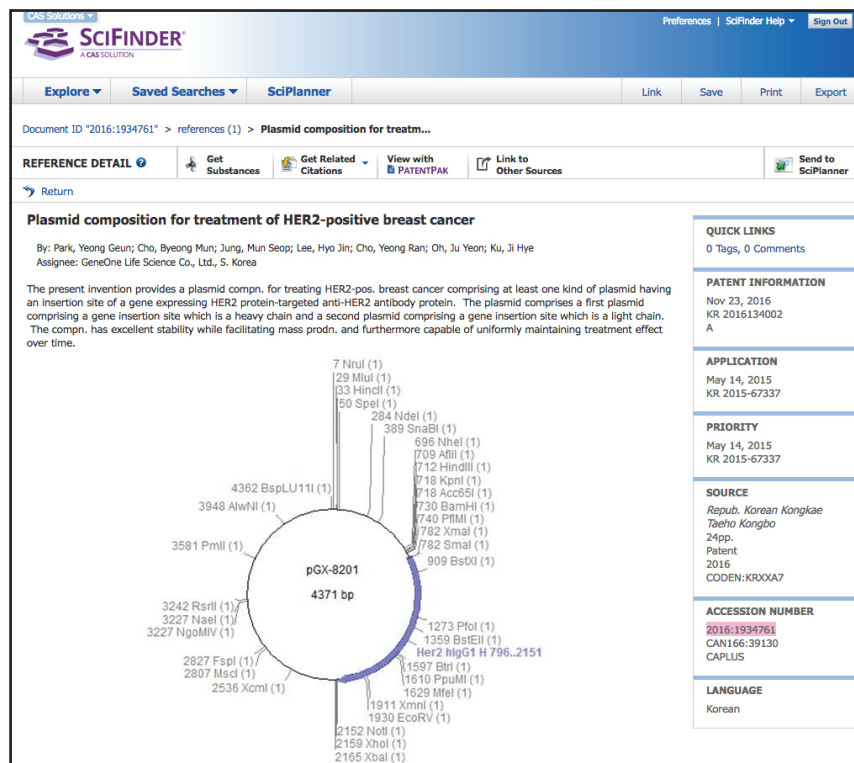 CAS Solutions
Preferences | SciFinder Help Sign Out
SCIFINDER®
A CAS SOLUTION
Explore Saved Searches SciPlanner Link Save Print Export
Document ID "2016:1934761" > references (1) > Plasmid composition for treatm...
REFERENCE DETAIL Get Substances Get Related Citations View with PATENTPAK Link to Other Sources Send to SciPlanner
Return
Plasmid composition for treatment of HER2-positive breast cancer
By: Park, Yeong Geun; Cho, Byeong Mun; Jung, Mun Seop; Lee, Hyo Jin; Cho, Yeong Ran; Oh, Ju Yeon; Ku, Ji Hye
Assignee: GeneOne Life Science Co., Ltd., S. Korea
The present invention provides a plasmid compn. for treating HER2-pos. breast cancer comprising at least one kind of plasmid having
an insertion site of a gene expressing HER2 protein-targeted anti-HER2 antibody protein. The plasmid comprises a first plasmid
comprising a gene insertion site which is a heavy chain and a second plasmid comprising a gene insertion site which is a light chain.
The compn. has excellent stability while facilitating mass prodn. and furthermore capable of uniformly maintaining treatment effect
over time.
7 NruI (1)
29 MluI (1)
33 HincII (1)
50 SpeI (1)
284 NdeI (1)
389 SnaBI (1)
696 NheI (1)
709 AflII (1)
712 HindIII (1)
718 KpnI (1)
718 Acc65I (1)
730 BamHI (1)
740 PflMI (1)
782 XmaI (1)
782 SmaI (1)
909 BstXI (1)
1273 PfoI (1)
1359 BstEII (1)
Her2 hIgG1 H 796..2151
1597 BtrI (1)
1610 PpuMI (1)
1629 MfeI (1)
1911 XmnI (1)
1930 EcoRV (1)
2152 NotI (1)
2159 XhoI (1)
2165 XbaI (1)
2536 XcmI (1)
2807 MscI (1)
2827 FspI (1)
3227 NgoMIV (1)
3227 NaeI (1)
3242 RsrII (1)
3581 PmlI (1)
3948 AlwNI (1)
4362 BspLU11I (1)
pGX-8201
4371 bp
QUICK LINKS
0 Tags, 0 Comments
PATENT INFORMATION
Nov 23, 2016
KR 2016134002
A
APPLICATION
May 14, 2015
KR 2015-67337
PRIORITY
May 14, 2015
KR 2015-67337
SOURCE
Repub. Korean Kongkae
Taeho Kongbo
24pp.
Patent
2016
CODEN:KRXXA7
ACCESSION NUMBER
2016:1934761
CAN166:39130
CAPLUS
LANGUAGE
Korean